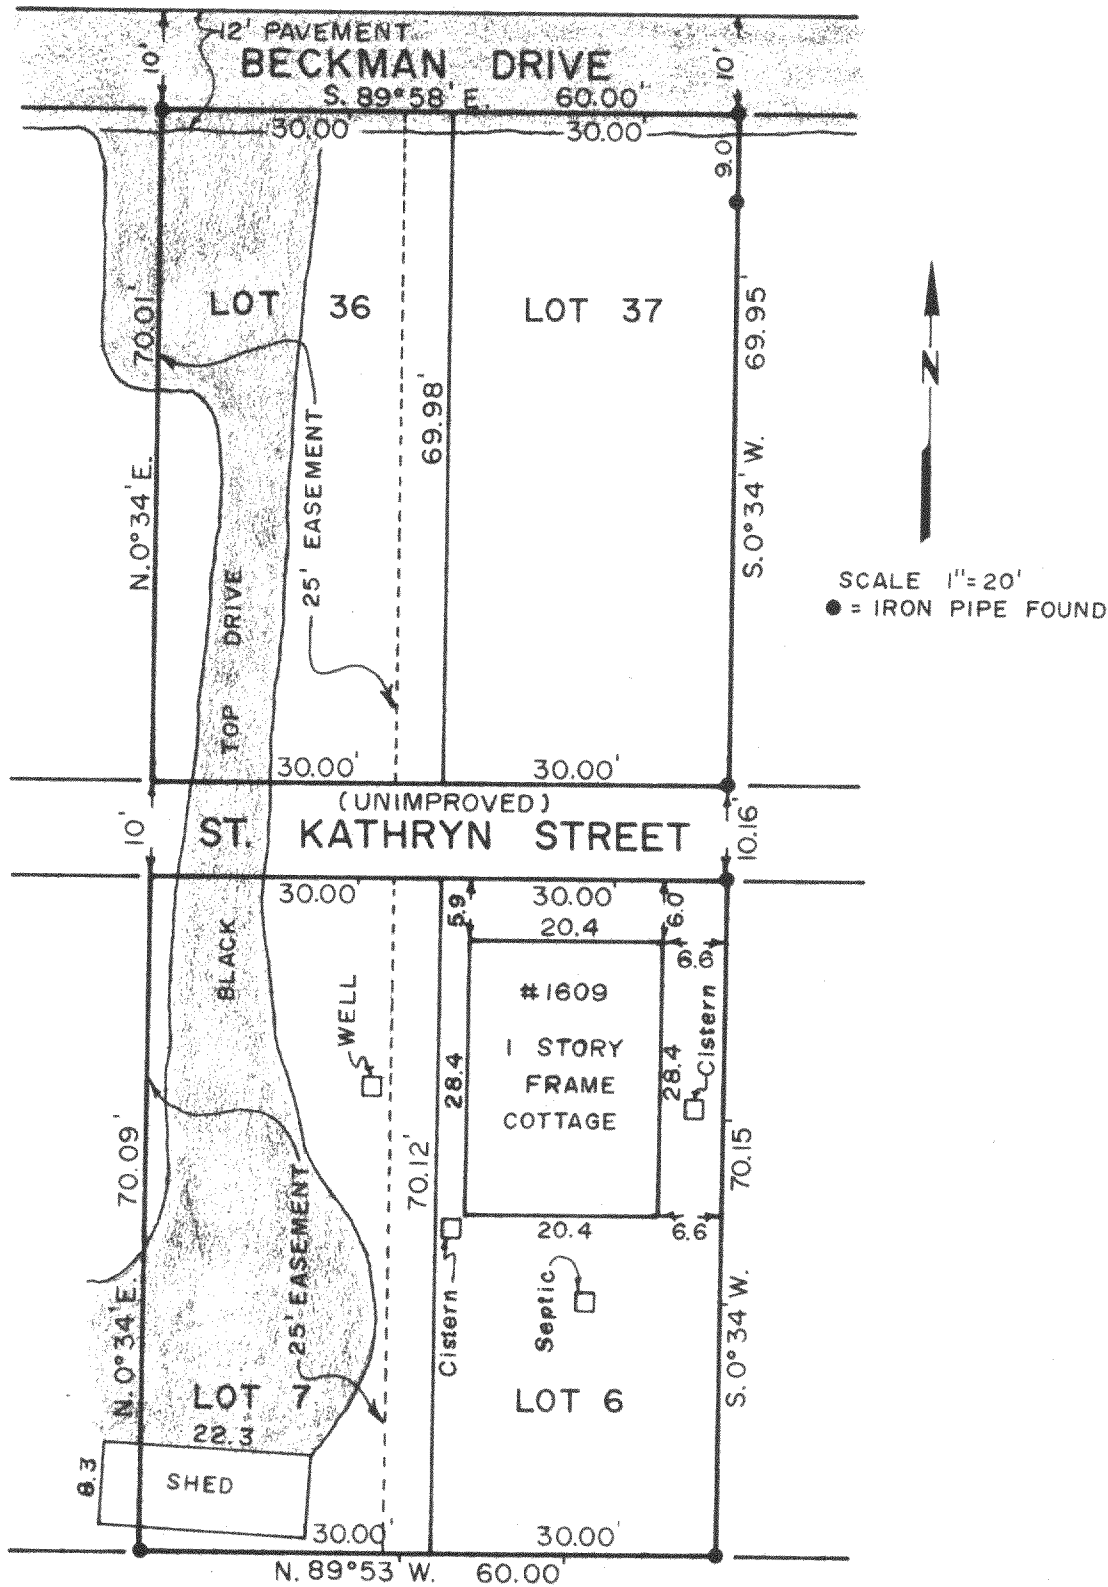 12' PAVEMENT
10'
10'
BECKMAN DRIVE
S. 89°58' E. 60.00'
30.00'
30.00'
9.0
LOT 36
LOT 37
70.01'
69.95'
N
25' EASEMENT
69.98'
N. 0°34' E.
S. 0°34' W.
SCALE 1"=20'
● = IRON PIPE FOUND
BLACK TOP DRIVE
30.00'
30.00'
(UNIMPROVED)
10'
ST. KATHRYN STREET
10.16'
30.00'
30.00'
5.9
6.0
20.4
6.6
#1609
1 STORY
FRAME
COTTAGE
WELL
28.4
28.4
Cistern
70.09'
70.12'
70.15'
20.4
6.6
25' EASEMENT
Cistern
Septic
N. 0°34' E.
S. 0°34' W.
LOT 7
LOT 6
22.3
8.3
SHED
30.00'
30.00'
N. 89°53' W. 60.00'